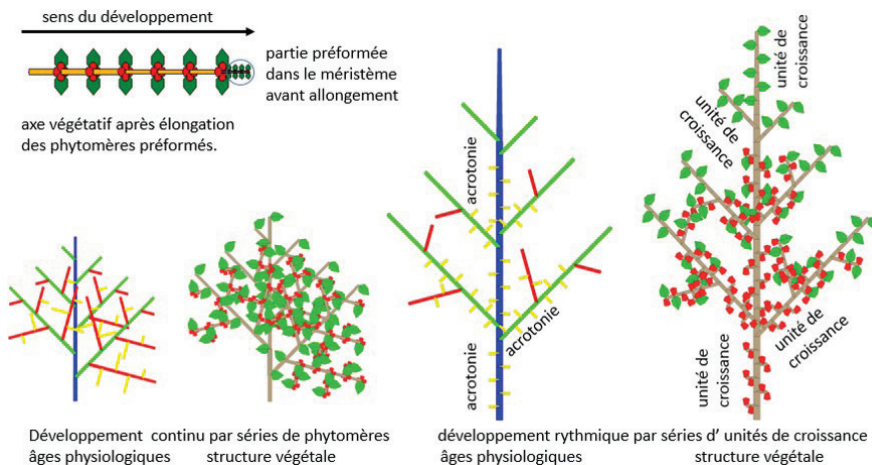 sens du développement
partie préformée
dans le méristème
avant allongement
axe végétatif après élongation
des phytomères préformés.
acrotonie
acrotonie
acrotonie
unité de
croissance
unité de
croissance
unité de
croissance
unité de
croissance
Développement continu par séries de phytomères
âges physiologiques structure végétale
développement rythmique par séries d' unités de croissance
âges physiologiques structure végétale